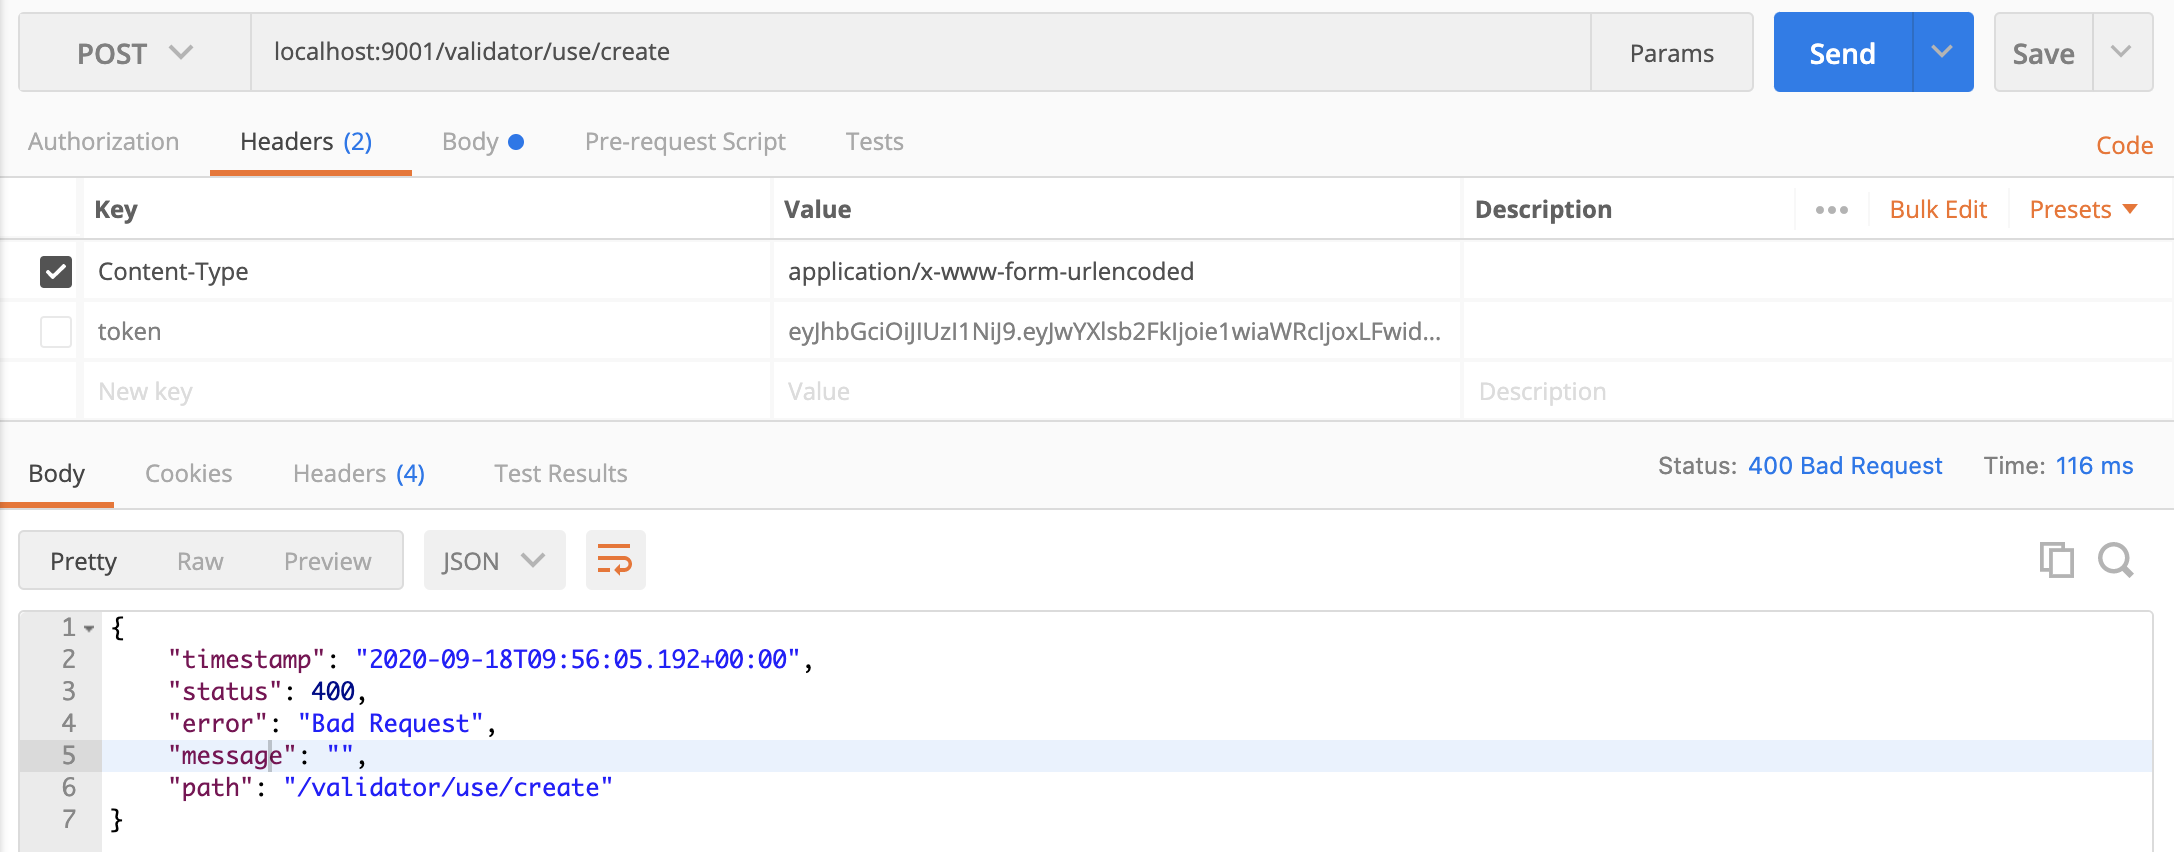 POST localhost:9001/validator/use/create Params Send Save
Authorization Headers (2) Body Pre-request Script Tests Code
Key Value Description ••• Bulk Edit Presets
Content-Type application/x-www-form-urlencoded
token eyJhbGciOiJIUzI1NiJ9.eyJwYXlsb2FkIjoie1wiaWRcIjoxLFwid...
New key Value Description
Body Cookies Headers (4) Test Results Status: 400 Bad Request Time: 116 ms
Pretty Raw Preview JSON
1 {
2 "timestamp": "2020-09-18T09:56:05.192+00:00",
3 "status": 400,
4 "error": "Bad Request",
5 "message": "",
6 "path": "/validator/use/create"
7 }